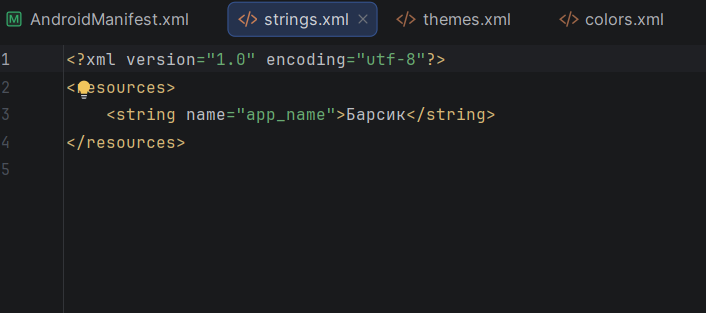 AndroidManifest.xml strings.xml themes.xml colors.xml
1 <?xml version="1.0" encoding="utf-8"?>
2 <resources>
3 <string name="app_name">Барсик</string>
4 </resources>
5